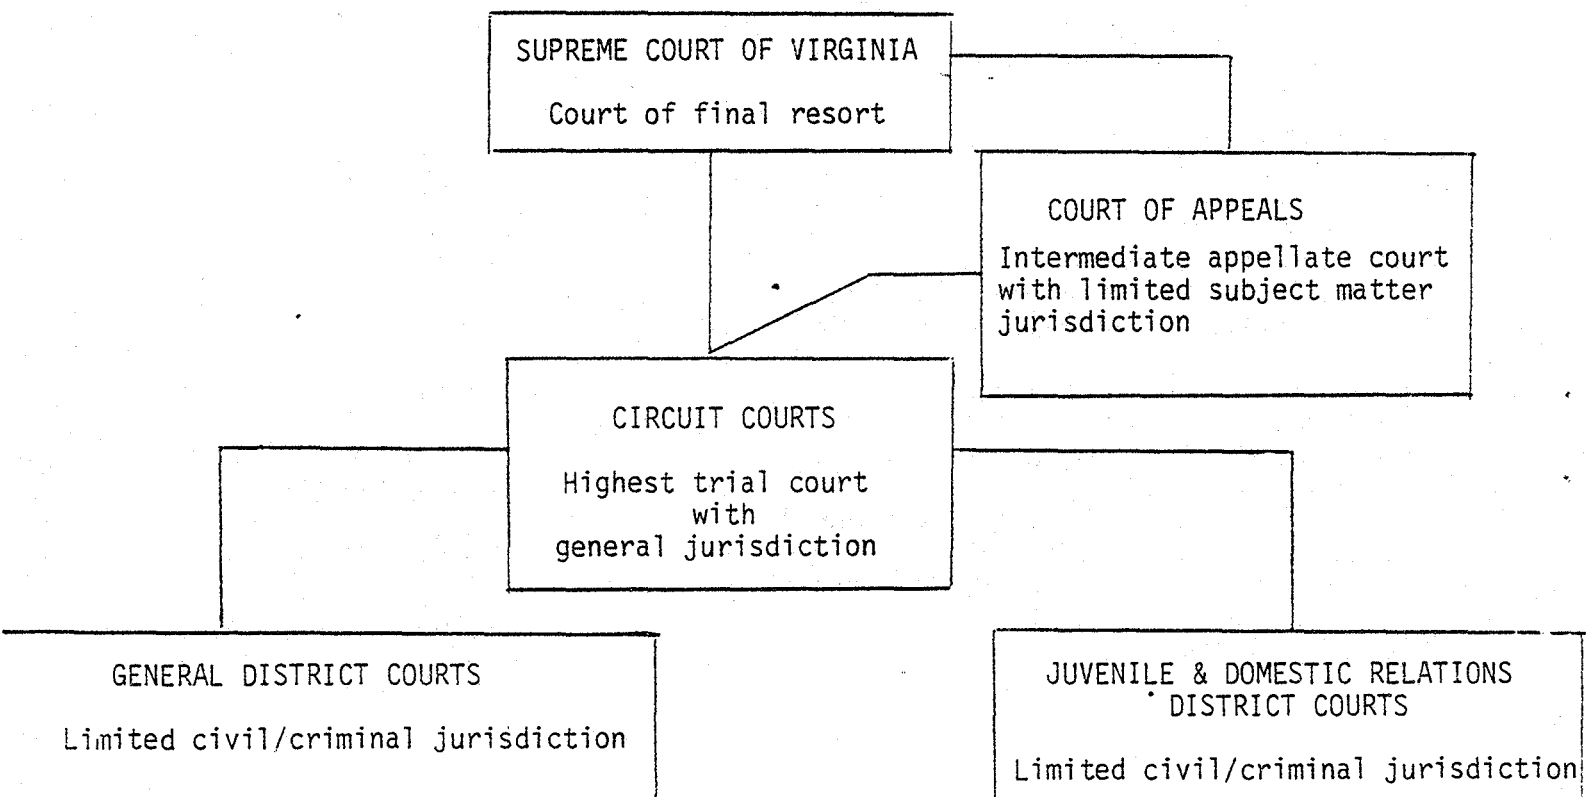 SUPREME COURT OF VIRGINIA
Court of final resort
COURT OF APPEALS
Intermediate appellate court
with limited subject matter
jurisdiction
CIRCUIT COURTS
Highest trial court
with
general jurisdiction
GENERAL DISTRICT COURTS
Limited civil/criminal jurisdiction
JUVENILE & DOMESTIC RELATIONS
DISTRICT COURTS
Limited civil/criminal jurisdiction